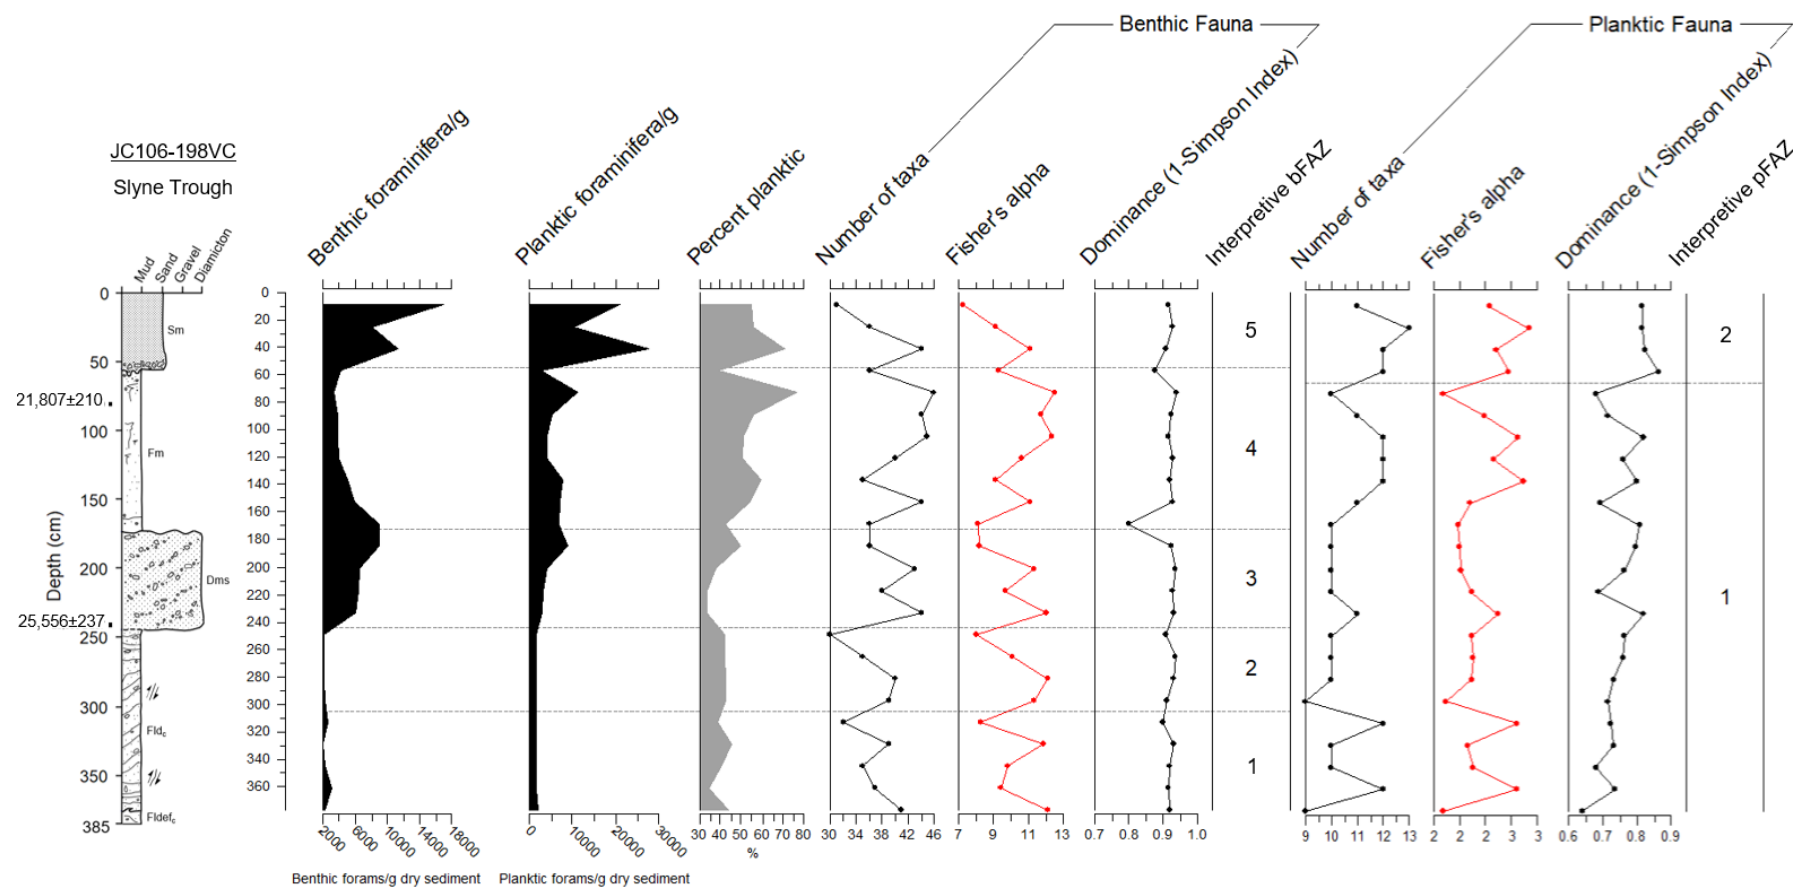 Benthic Fauna
Planktic Fauna
JC106-198VC
Slyne Trough
Benthic foraminifera/g
Planktic foraminifera/g
Percent planktic
Number of taxa
Fisher's alpha
Dominance (1-Simpson Index)
Interpretive bFAZ
Number of taxa
Fisher's alpha
Dominance (1-Simpson Index)
Interpretive pFAZ
Mud
Sand
Gravel
Diamicton
Depth (cm)
0
50
100
150
200
250
300
350
385
21,807±210
25,556±237
Sm
Fm
Dms
Fld c
Fldef c
0
20
40
60
80
100
120
140
160
180
200
220
240
260
280
300
320
340
360
5
4
3
2
1
2
1
2000 6000 10000 14000 18000
0 10000 20000 30000
30 40 50 60 70 80
%
30 34 38 42 46
7 9 11 13
0.7 0.8 0.9 1.0
9 10 11 12 13
2 2 2 3 3
0.6 0.7 0.8 0.9
Benthic forams/g dry sediment
Planktic forams/g dry sediment